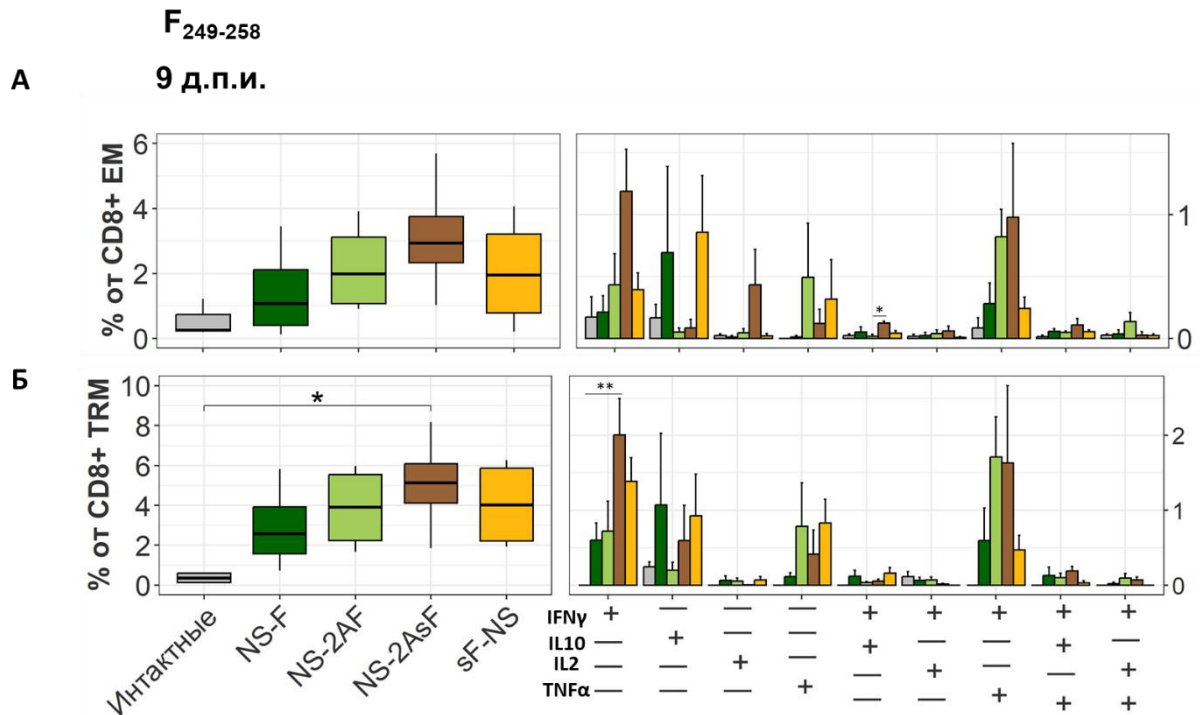 F249-258
А 9 д.п.и.
% от CD8+ EM
6
4
2
0
*
1
0
Б
% от CD8+ TRM
10
8
6
4
2
0
*
**
2
1
0
Интактные
NS-F
NS-2AF
NS-2AsF
sF-NS
IFNγ + — — — + + + + +
IL10 — + — — + — — + —
IL2 — — + — — + — — +
TNFα — — — + — — + + +